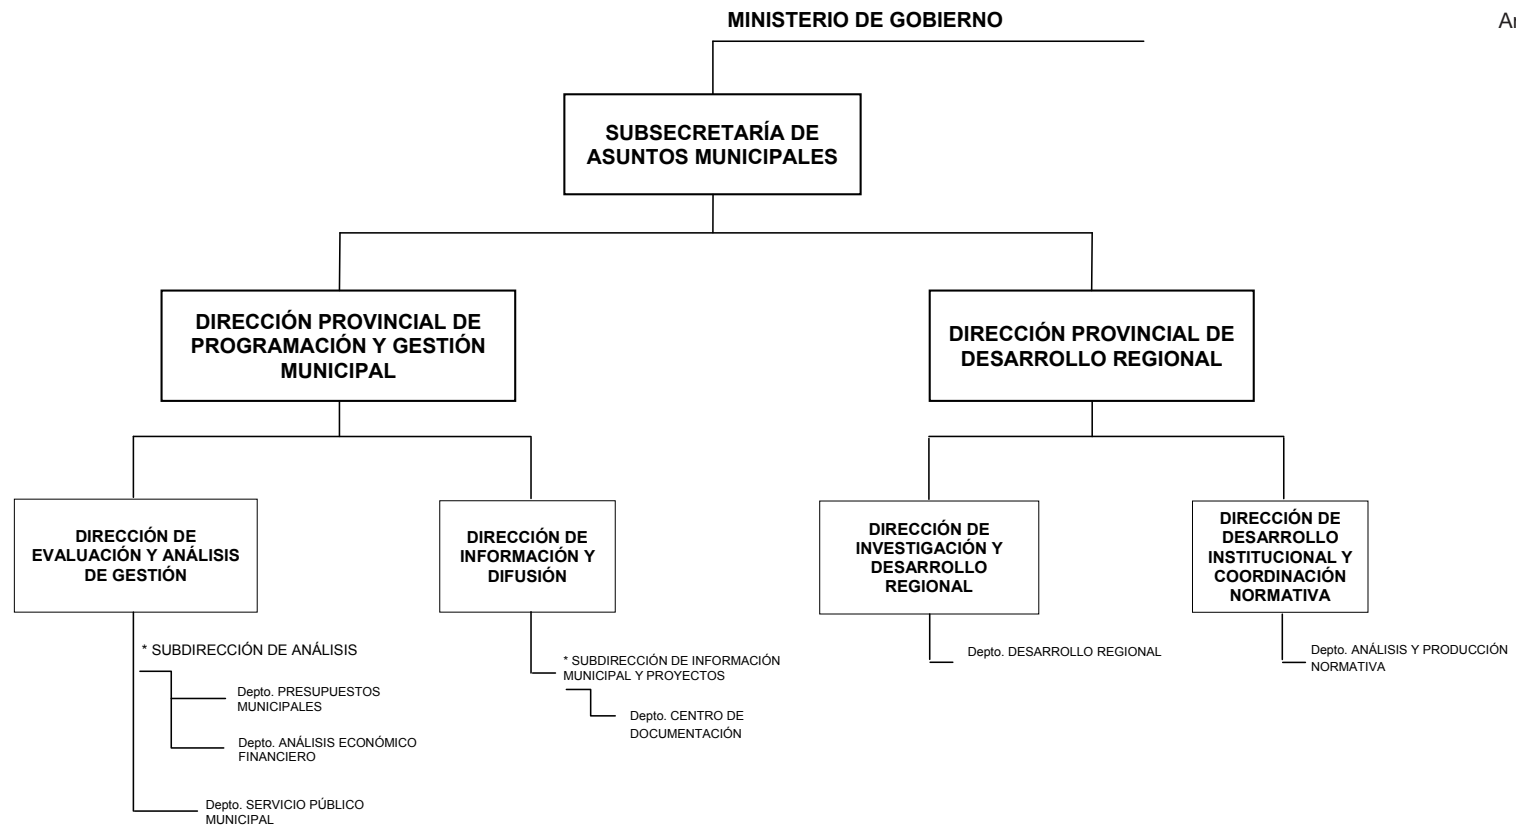 MINISTERIO DE GOBIERNO
SUBSECRETARÍA DE
ASUNTOS MUNICIPALES
DIRECCIÓN PROVINCIAL DE
PROGRAMACIÓN Y GESTIÓN
MUNICIPAL
DIRECCIÓN PROVINCIAL DE
DESARROLLO REGIONAL
DIRECCIÓN DE
EVALUACIÓN Y ANÁLISIS
DE GESTIÓN
DIRECCIÓN DE
INFORMACIÓN Y
DIFUSIÓN
DIRECCIÓN DE
INVESTIGACIÓN Y
DESARROLLO
REGIONAL
DIRECCIÓN DE
DESARROLLO
INSTITUCIONAL Y
COORDINACIÓN
NORMATIVA
* SUBDIRECCIÓN DE ANÁLISIS
Depto. PRESUPUESTOS
MUNICIPALES
Depto. ANÁLISIS ECONÓMICO
FINANCIERO
Depto. SERVICIO PÚBLICO
MUNICIPAL
* SUBDIRECCIÓN DE INFORMACIÓN
MUNICIPAL Y PROYECTOS
Depto. CENTRO DE
DOCUMENTACIÓN
Depto. DESARROLLO REGIONAL
Depto. ANÁLISIS Y PRODUCCIÓN
NORMATIVA